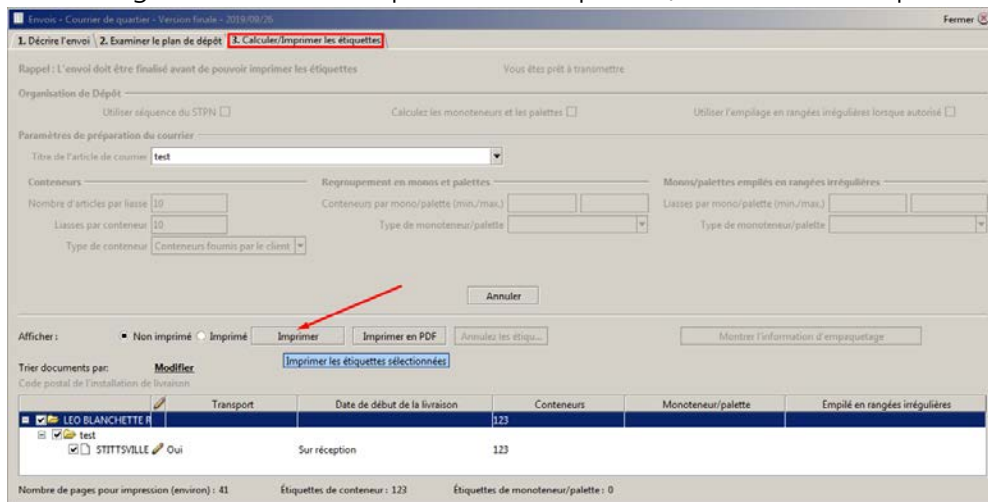 Envois - Courrier de quartier - Version finale - 2019/09/26 Fermer
1. Décrire l'envoi 2. Examiner le plan de dépôt 3. Calculer/Imprimer les étiquettes
Rappel : L'envoi doit être finalisé avant de pouvoir imprimer les étiquettes Vous êtes prêt à transmettre
Organisation de Dépôt
Utiliser séquence du STPN Calculez les monoteneurs et les palettes Utiliser l'empilage en rangées irrégulières lorsque autorisé
Paramètres de préparation du courrier
Titre de l'article de courrier test
Conteneurs Regroupement en monos et palettes Monos/palettes empilés en rangées irrégulières
Nombre d'articles par liasse 10 Conteneurs par mono/palette (min./max.) Liasses par mono/palette (min./max.)
Liasses par conteneur 10 Type de monoteneur/palette Type de monoteneur/palette
Type de conteneur Conteneurs fournis par le client
Annuler
Afficher : Non imprimé Imprimé Imprimer Imprimer en PDF Annulez les étiqu... Montrer l'information d'empaquetage
Imprimer les étiquettes sélectionnées
Trier documents par: Modifier
Code postal de l'installation de livraison
Transport Date de début de la livraison Conteneurs Monoteneur/palette Empilé en rangées irrégulières
LEO BLANCHETTE R 123
test
STITTSVILLE Oui Sur réception 123
Nombre de pages pour impression (environ) : 41 Étiquettes de conteneur : 123 Étiquettes de monoteneur/palette : 0